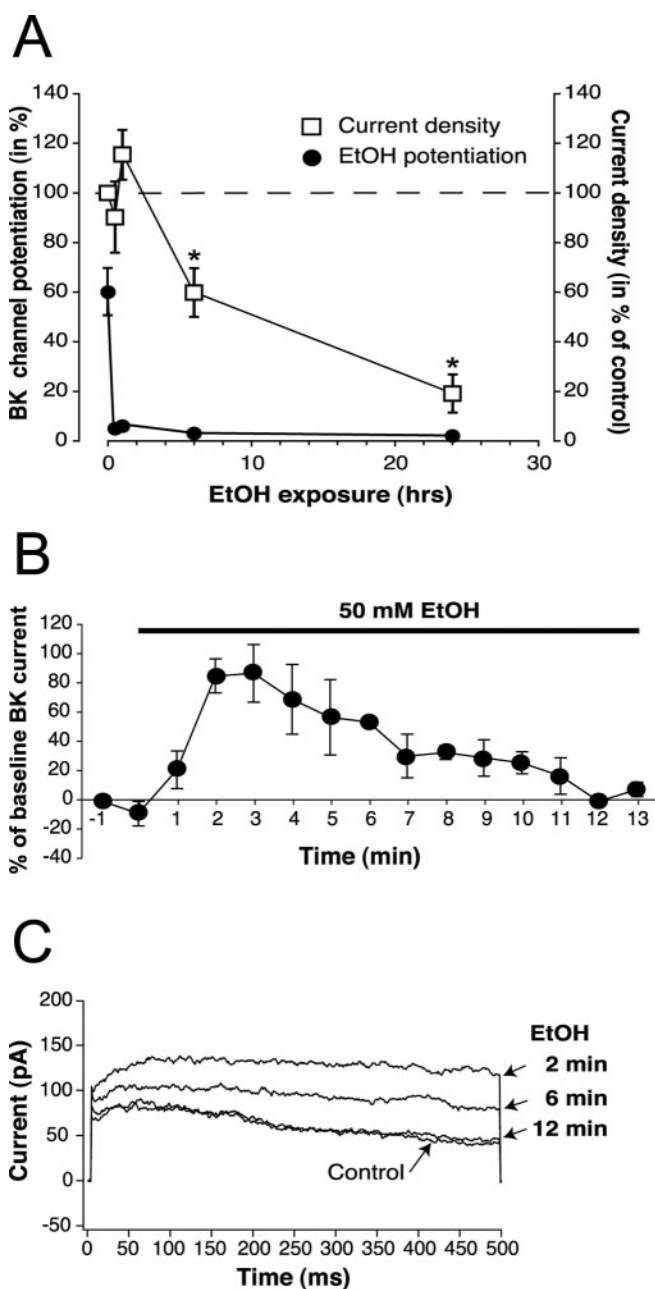 A
BK channel potentiation (in %)
140
120
100
80
60
40
20
0
Current density
EtOH potentiation
*
*
140
120
100
80
60
40
20
0
Current density (in % of control)
0 10 20 30
EtOH exposure (hrs)
B
% of baseline BK current
120
100
80
60
40
20
0
-20
-40
50 mM EtOH
-1 1 2 3 4 5 6 7 8 9 10 11 12 13
Time (min)
C
Current (pA)
200
150
100
50
0
-50
EtOH
2 min
6 min
12 min
Control
0 50 100 150 200 250 300 350 400 450 500
Time (ms)